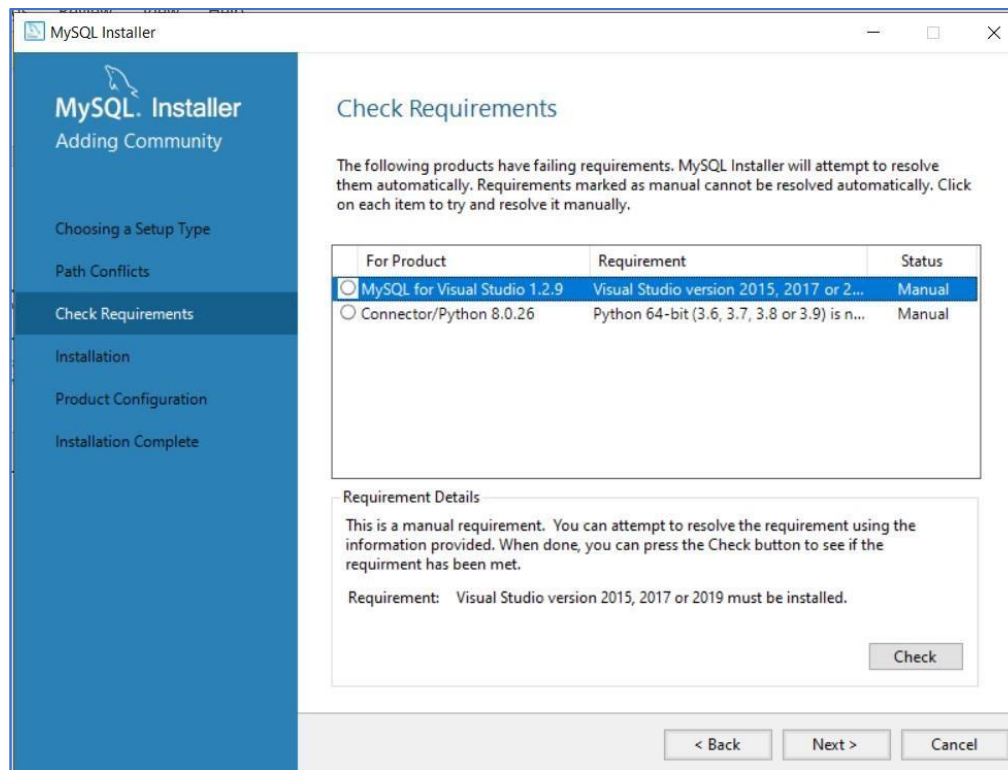 MySQL Installer
MySQL. Installer
Adding Community
Choosing a Setup Type
Path Conflicts
Check Requirements
Installation
Product Configuration
Installation Complete
Check Requirements
The following products have failing requirements. MySQL Installer will attempt to resolve
them automatically. Requirements marked as manual cannot be resolved automatically. Click
on each item to try and resolve it manually.
For Product Requirement Status
MySQL for Visual Studio 1.2.9 Visual Studio version 2015, 2017 or 2... Manual
Connector/Python 8.0.26 Python 64-bit (3.6, 3.7, 3.8 or 3.9) is n... Manual
Requirement Details
This is a manual requirement. You can attempt to resolve the requirement using the
information provided. When done, you can press the Check button to see if the
requirment has been met.
Requirement: Visual Studio version 2015, 2017 or 2019 must be installed.
Check
< Back Next > Cancel